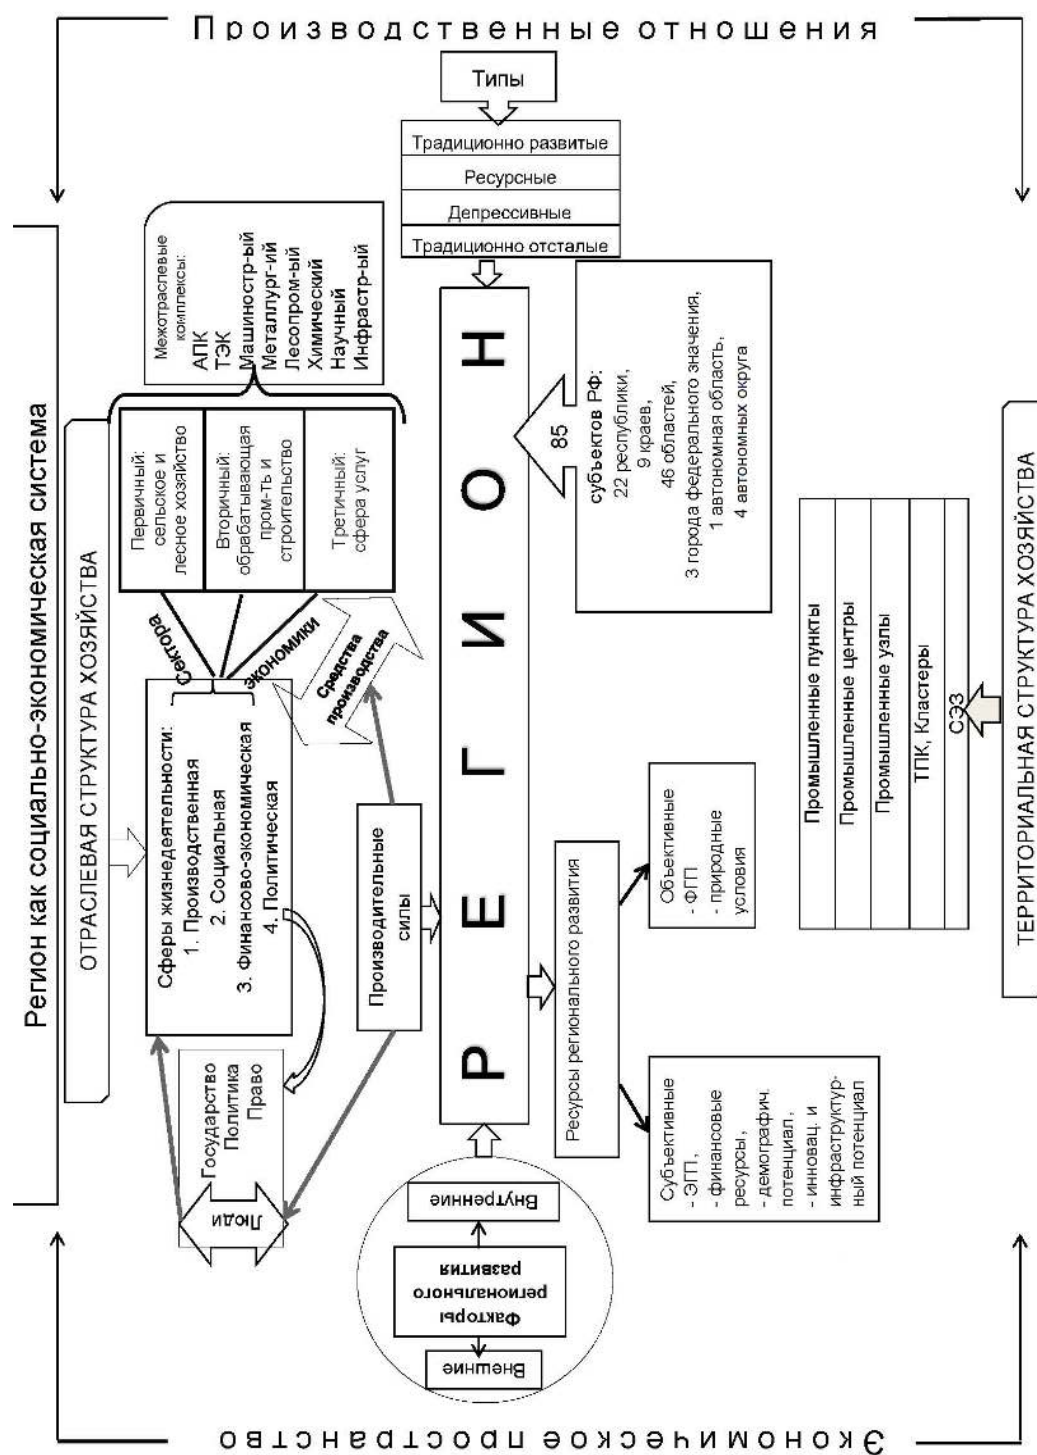 Регион как социально-экономическая система
ОТРАСЛЕВАЯ СТРУКТУРА ХОЗЯЙСТВА
Экономическое пространство
Производственные отношения
Государство
Политика
Право
Люди
Сферы жизнедеятельности:
1. Производственная
2. Социальная
3. Финансово-экономическая
4. Политическая
Сектора
экономики
Первичный:
сельское и
лесное хозяйство
Вторичный:
обрабатывающая
пром-ть и
строительство
Третичный:
сфера услуг
Межотраслевые
комплексы:
АПК
ТЭК
Машиностр-ый
Металлург-ий
Лесопром-ый
Химический
Научный
Инфрастр-ый
Средства
производства
Производительные
силы
Внешние
Факторы
регионального
развития
Внутренние
РЕГИОН
Традиционно развитые
Ресурсные
Депрессивные
Традиционно отсталые
Типы
Ресурсы регионального развития
Субъективные
- ЭГП,
- финансовые
ресурсы,
- демографич.
потенциал,
- инновац. и
инфраструктур-
ный потенциал
Объективные
- ФГП
- природные
условия
85
субъектов РФ:
22 республики,
9 краев,
46 областей,
3 города федерального значения,
1 автономная область,
4 автономных округа
Промышленные пункты
Промышленные центры
Промышленные узлы
ТПК, Кластеры
СЭЗ
ТЕРРИТОРИАЛЬНАЯ СТРУКТУРА ХОЗЯЙСТВА